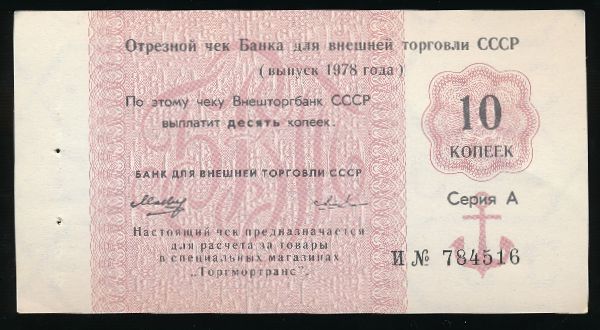 Отрезной чек Банка для внешней торговли СССР
(выпуск 1978 года)
По этому чеку Внешторгбанк СССР
выплатит десять копеек.
10
КОПЕЕК
БАНК ДЛЯ ВНЕШНЕЙ ТОРГОВЛИ СССР
Серия А
Настоящий чек предназначается
для расчета за товары
в специальных магазинах
„Торгмортранс".
И № 784516